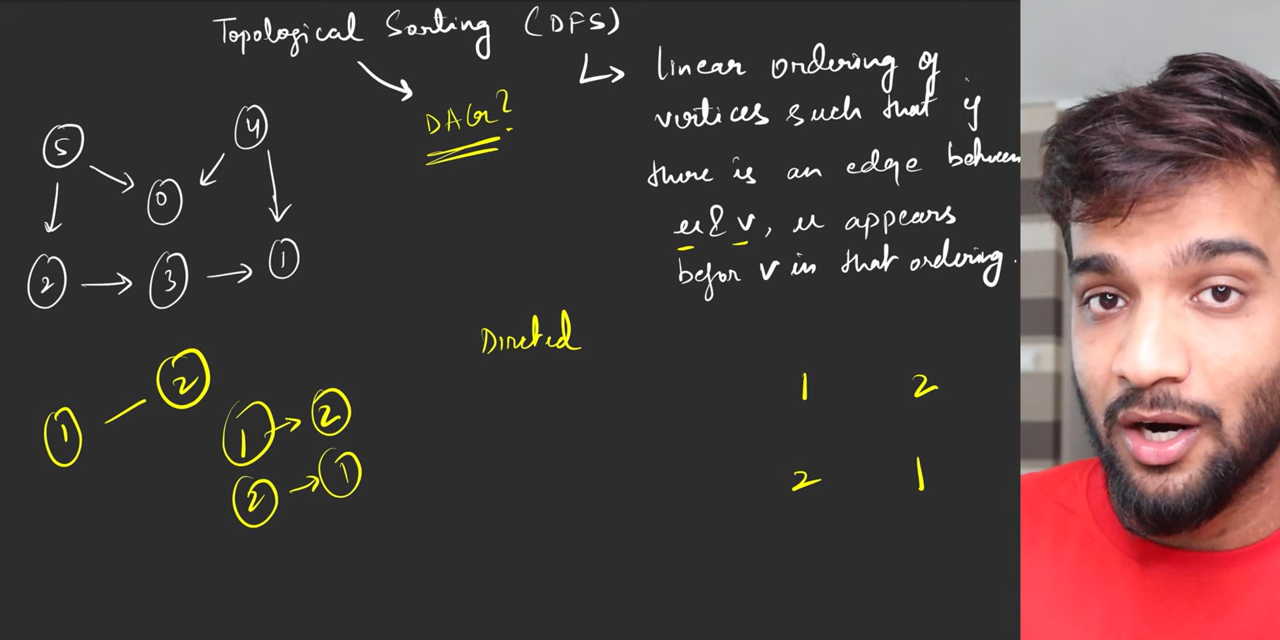 Topological Sorting (DFS)
DAG?
linear ordering of
vertices such that if
there is an edge between
u & v, u appears
befor v in that ordering.
5
4
0
2
3
1
Directed
1
2
1
2
2
1
1 2
2 1